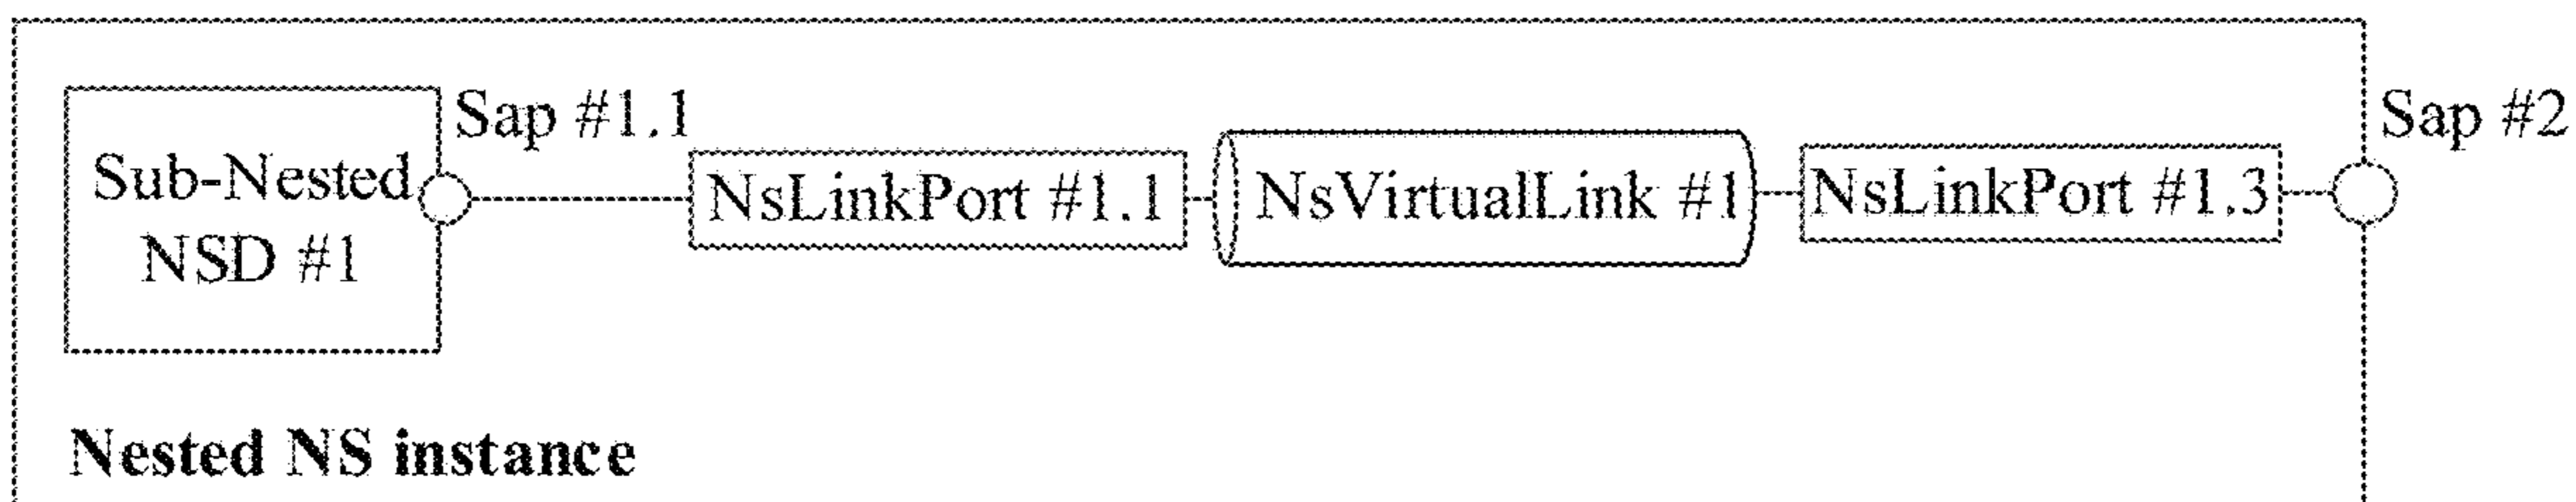 Sap #1.1
Sap #2
Sub-Nested
NSD #1
NsLinkPort #1.1
NsVirtualLink #1
NsLinkPort #1.3
Nested NS instance